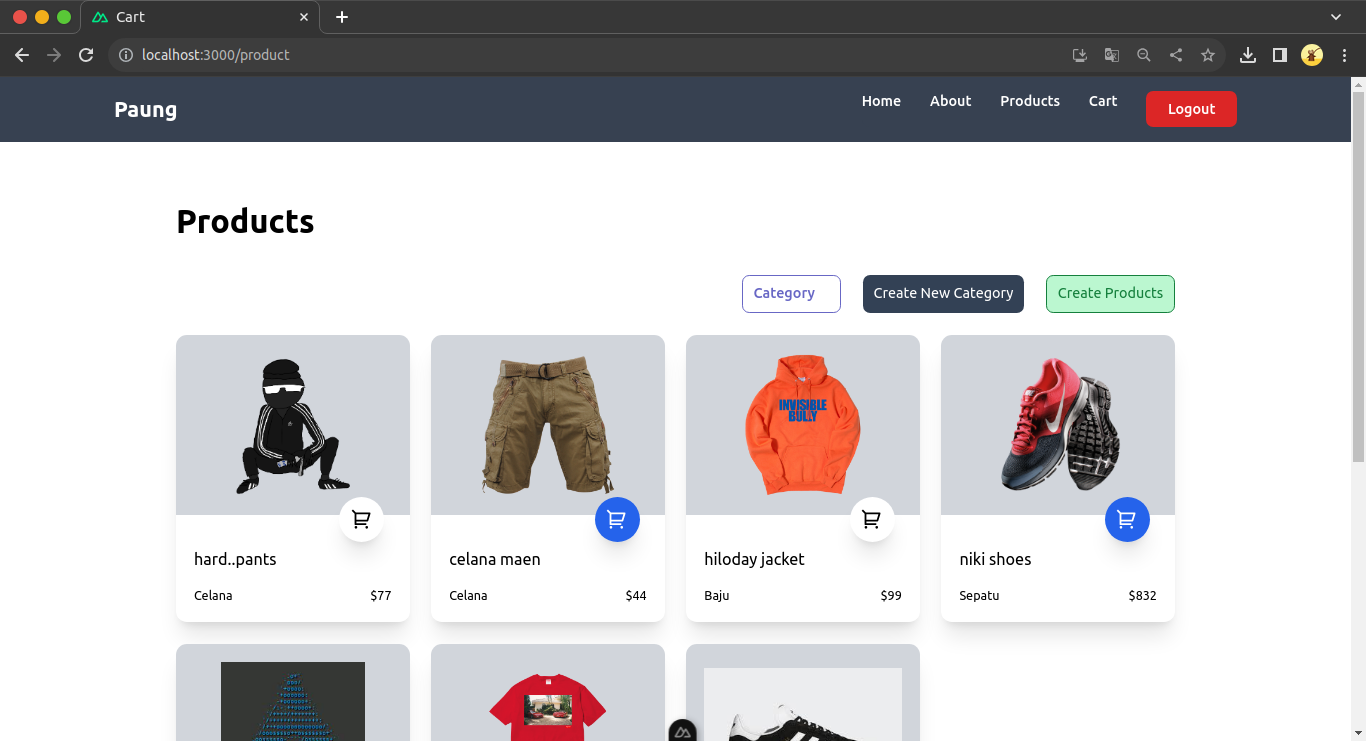 Cart
localhost:3000/product
Paung
Home About Products Cart Logout
Products
Category Create New Category Create Products
INVISIBLE
BULLY
hard..pants celana maen hiloday jacket niki shoes
Celana $77 Celana $44 Baju $99 Sepatu $832